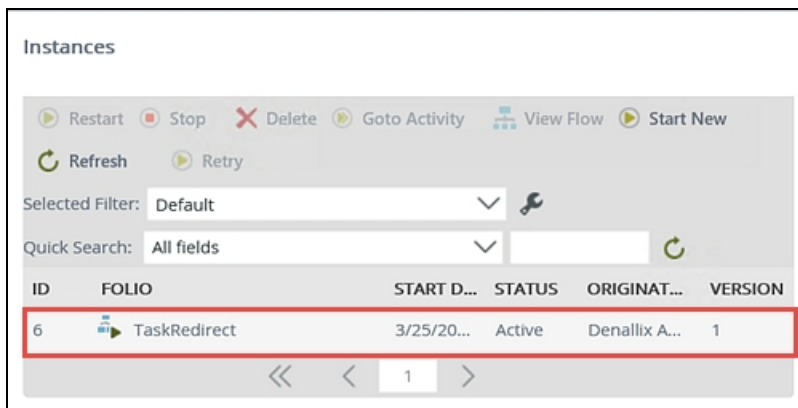 Instances
Restart Stop Delete Goto Activity View Flow Start New
Refresh Retry
Selected Filter: Default
Quick Search: All fields
ID FOLIO START D... STATUS ORIGINAT... VERSION
6 TaskRedirect 3/25/20... Active Denallix A... 1
1